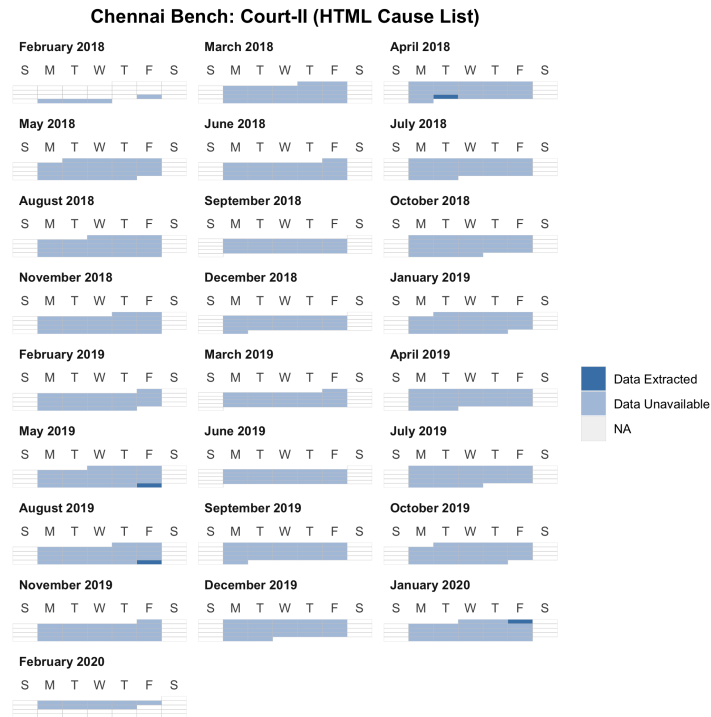 Chennai Bench: Court-II (HTML Cause List)
February 2018 March 2018 April 2018
S M T W T F S S M T W T F S S M T W T F S
May 2018 June 2018 July 2018
S M T W T F S S M T W T F S S M T W T F S
August 2018 September 2018 October 2018
S M T W T F S S M T W T F S S M T W T F S
November 2018 December 2018 January 2019
S M T W T F S S M T W T F S S M T W T F S
February 2019 March 2019 April 2019
S M T W T F S S M T W T F S S M T W T F S
May 2019 June 2019 July 2019
S M T W T F S S M T W T F S S M T W T F S
August 2019 September 2019 October 2019
S M T W T F S S M T W T F S S M T W T F S
November 2019 December 2019 January 2020
S M T W T F S S M T W T F S S M T W T F S
February 2020
S M T W T F S
Data Extracted
Data Unavailable
NA